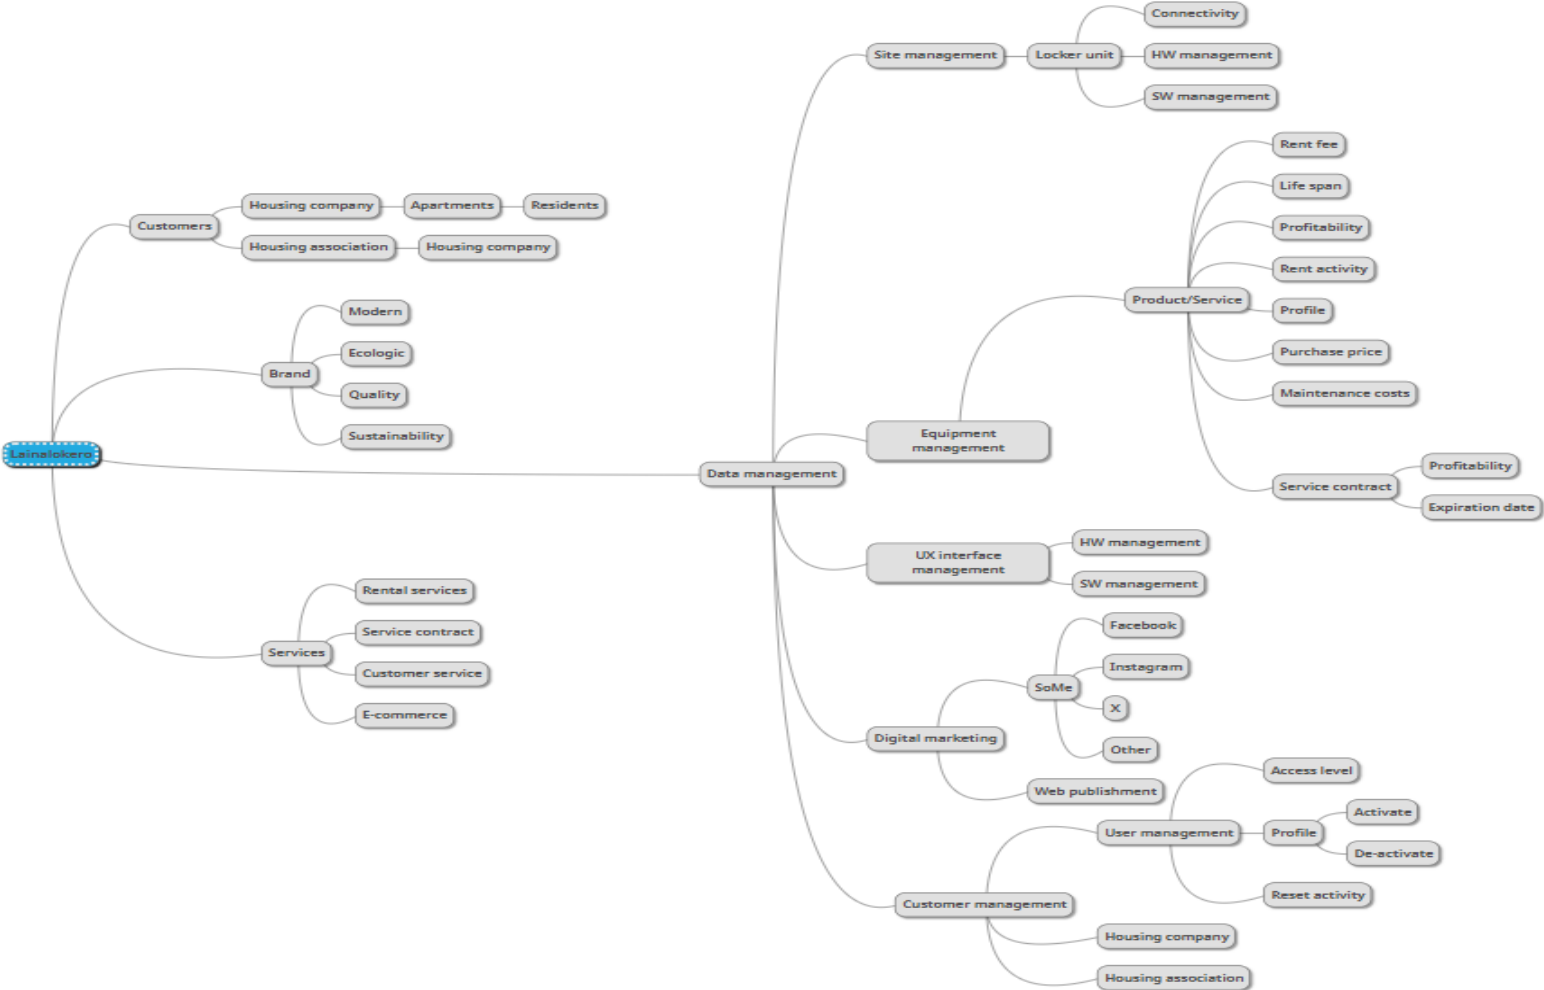 Lainalokero
Customers
Housing company
Apartments
Residents
Housing association
Housing company
Brand
Modern
Ecologic
Quality
Sustainability
Services
Rental services
Service contract
Customer service
E-commerce
Data management
Site management
Locker unit
Connectivity
HW management
SW management
Equipment
management
Product/Service
Rent fee
Life span
Profitability
Rent activity
Profile
Purchase price
Maintenance costs
Service contract
Profitability
Expiration date
UX interface
management
HW management
SW management
Digital marketing
SoMe
Facebook
Instagram
X
Other
Web publishment
Customer management
User management
Access level
Profile
Activate
De-activate
Reset activity
Housing company
Housing association